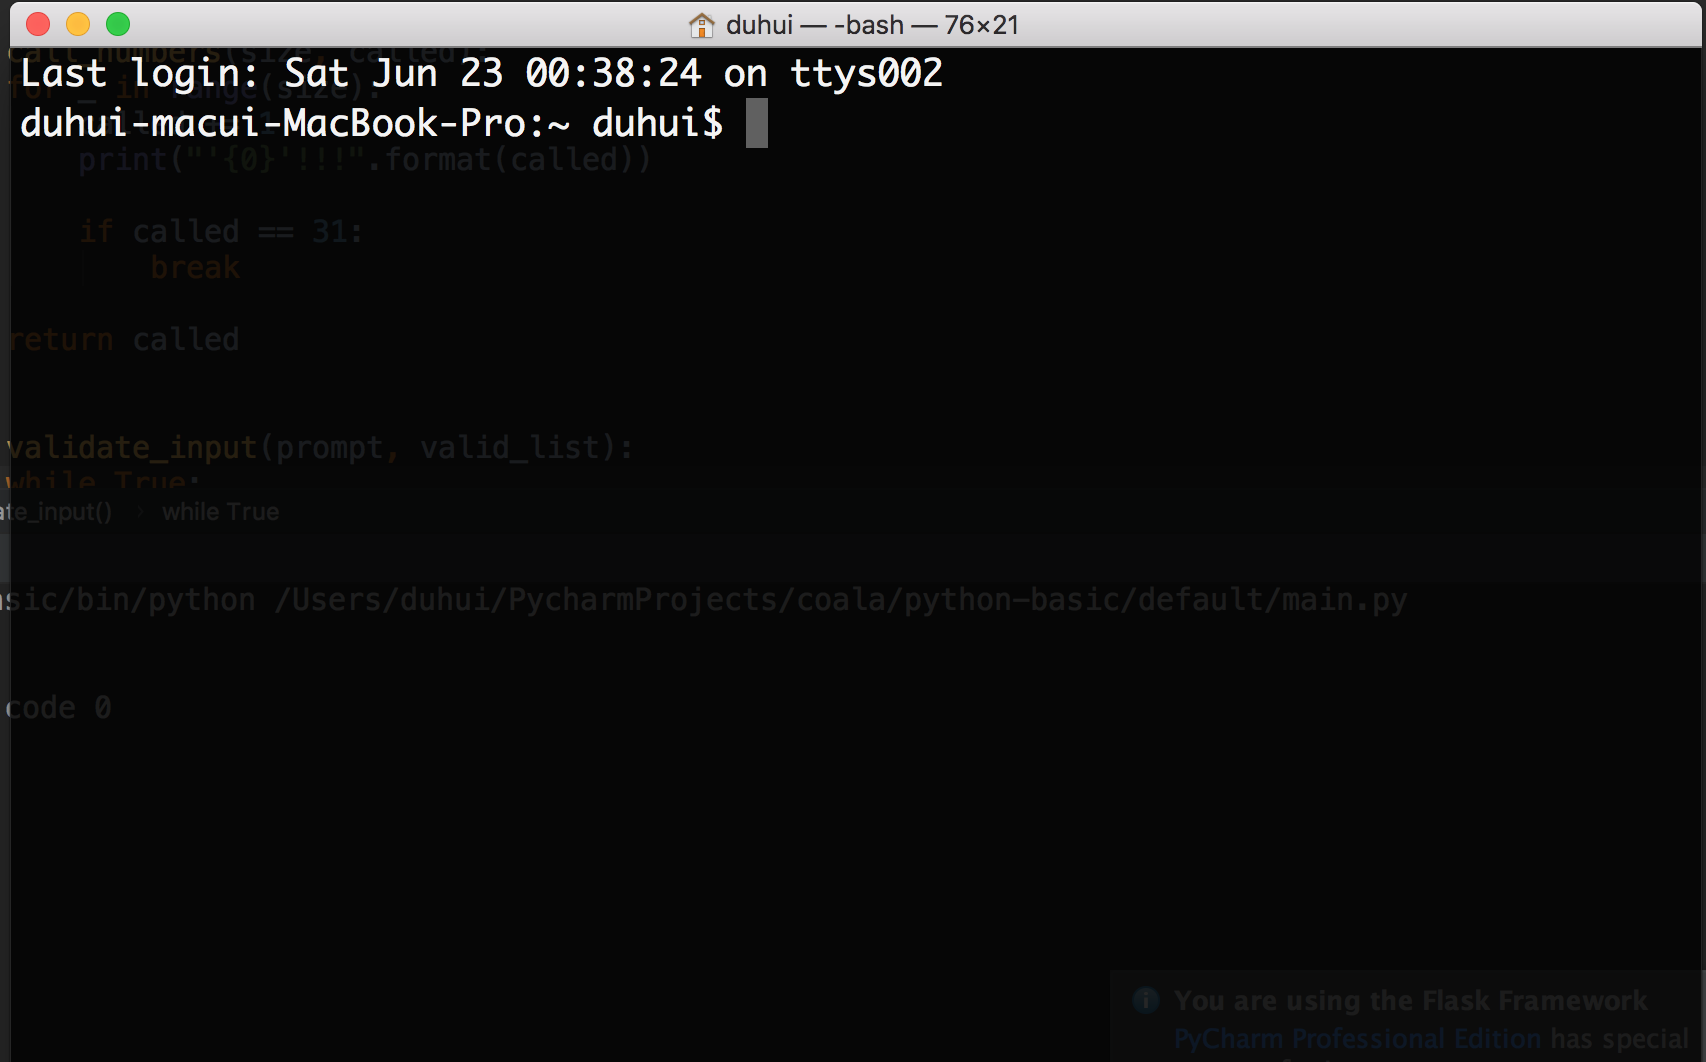 duhui — -bash — 76×21
call_numbers(size, called):
Last login: Sat Jun 23 00:38:24 on ttys002
for _ in range(size):
duhui-macui-MacBook-Pro:~ duhui$
print("'{0}'!!!".format(called))
if called == 31:
break
return called
validate_input(prompt, valid_list):
while True:
ate_input() › while True
sic/bin/python /Users/duhui/PycharmProjects/coala/python-basic/default/main.py
code 0
You are using the Flask Framework
PyCharm Professional Edition has special